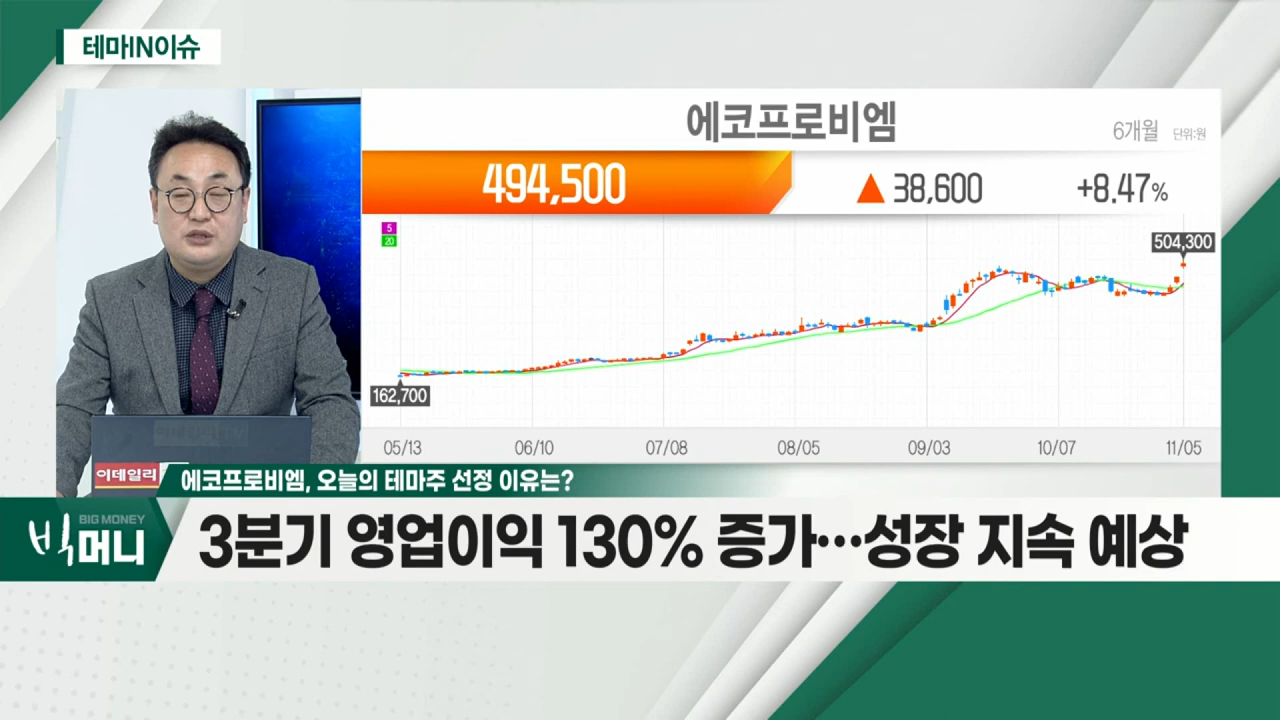 테마IN이슈
에코프로비엠
6개월 단위:원
494,500 ▲ 38,600 +8.47%
5
20
504,300
162,700
05/13 06/10 07/08 08/05 09/03 10/07 11/05
이데일리
에코프로비엠, 오늘의 테마주 선정 이유는?
BIG MONEY
빅머니
3분기 영업이익 130% 증가…성장 지속 예상